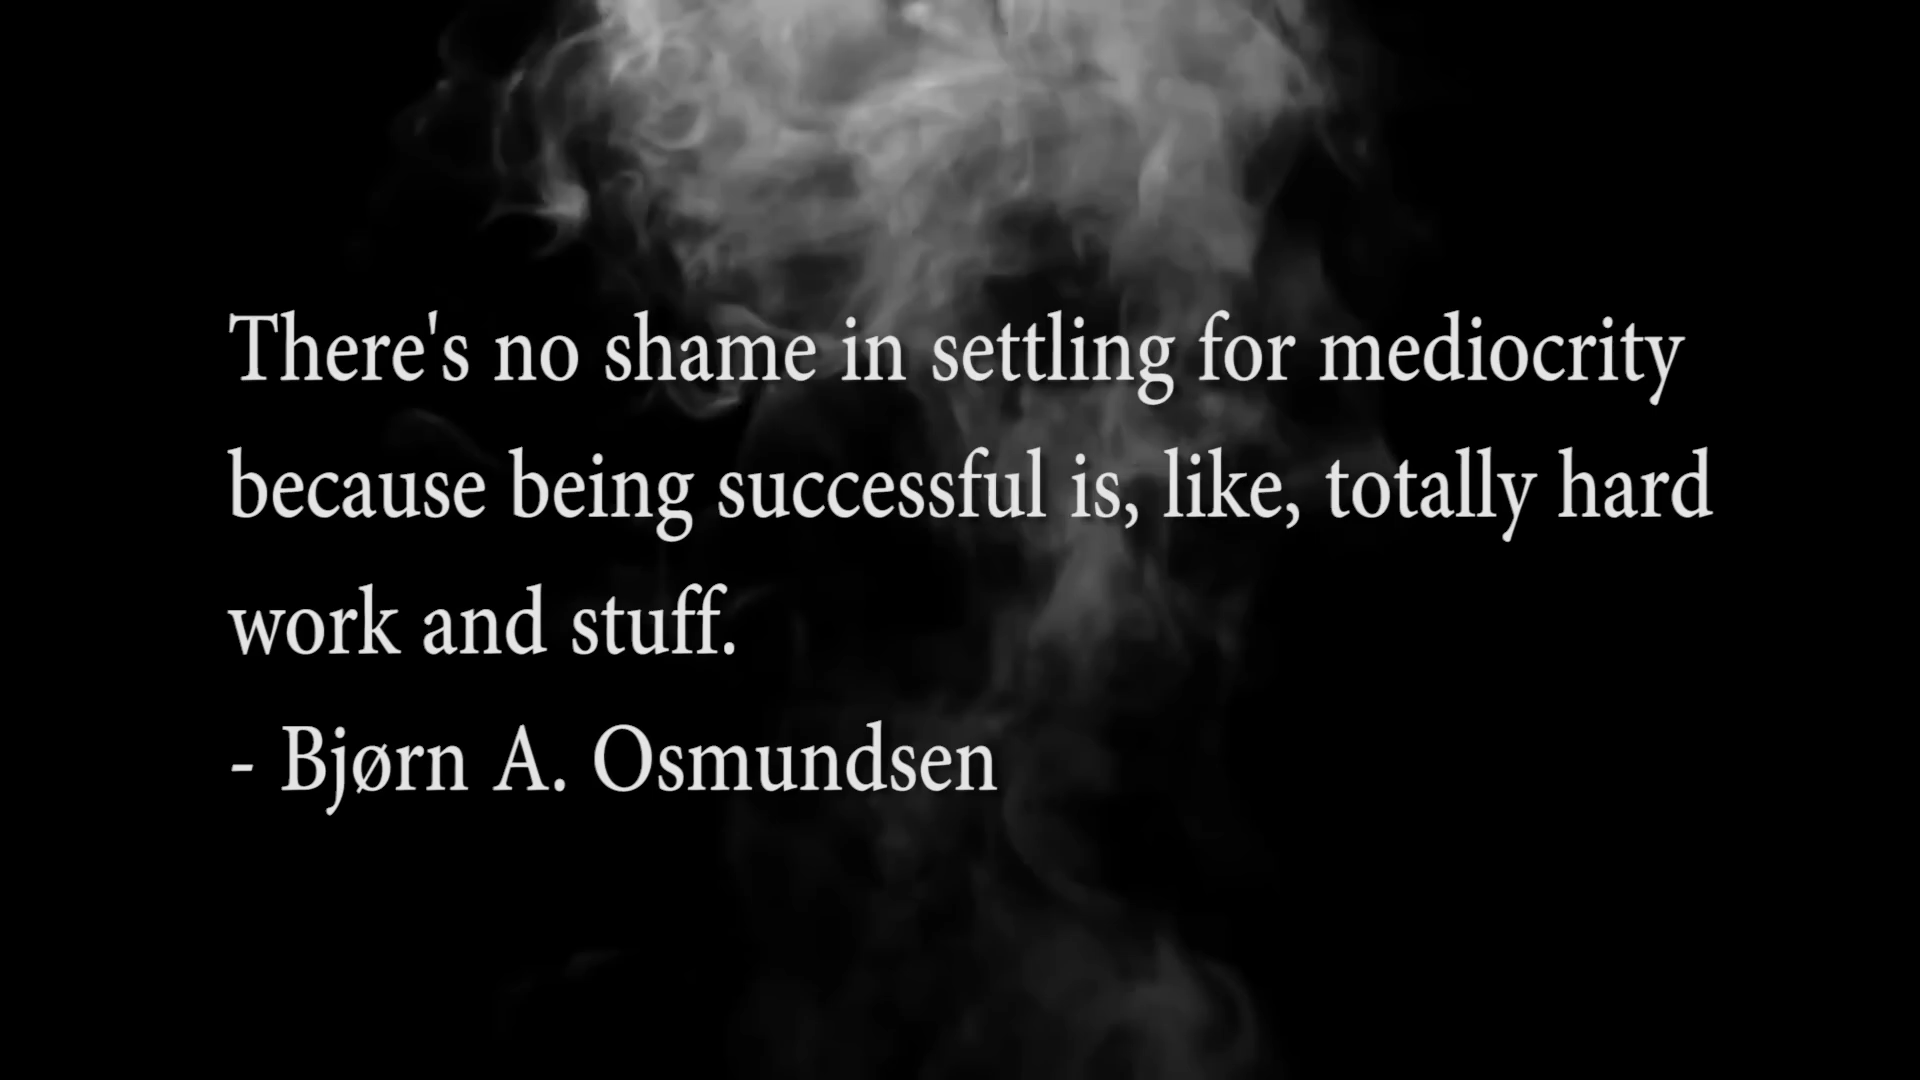 There's no shame in settling for mediocrity
because being successful is, like, totally hard
work and stuff.
- Bjørn A. Osmundsen